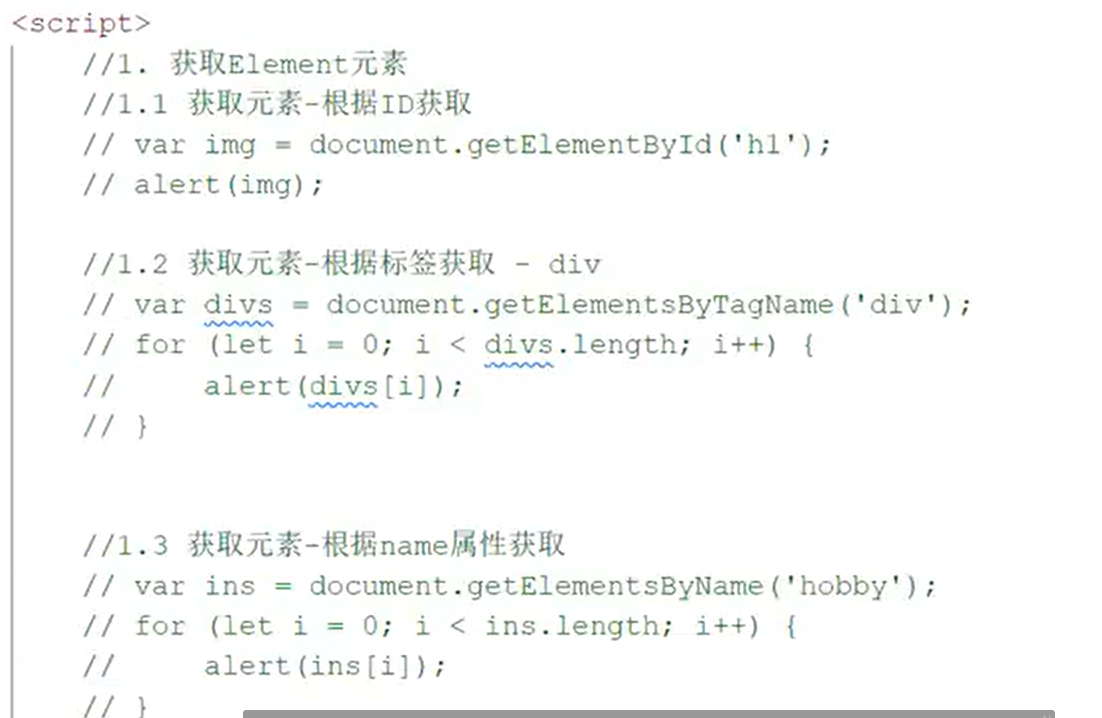 <script>
//1. 获取Element元素
//1.1 获取元素-根据ID获取
// var img = document.getElementById('h1');
// alert(img);
//1.2 获取元素-根据标签获取 - div
// var divs = document.getElementsByTagName('div');
// for (let i = 0; i < divs.length; i++) {
//     alert(divs[i]);
// }
//1.3 获取元素-根据name属性获取
// var ins = document.getElementsByName('hobby');
// for (let i = 0; i < ins.length; i++) {
//     alert(ins[i]);
// }